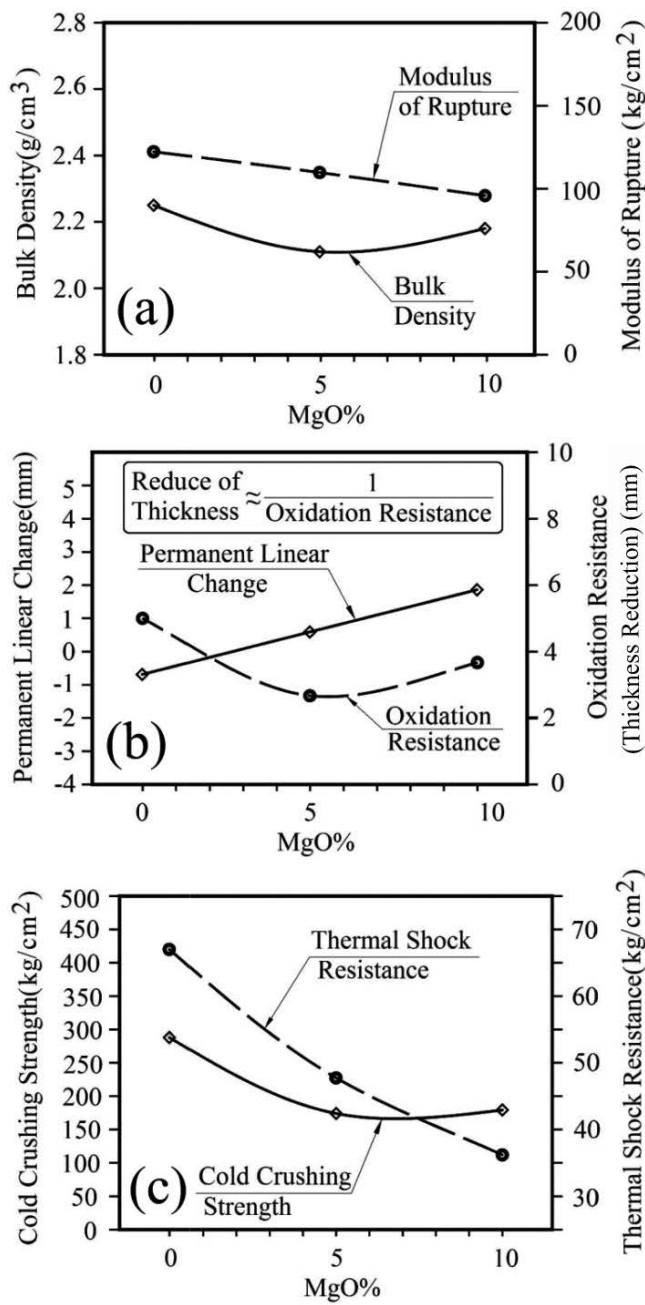 2.8
2.6
2.4
2.2
2.0
1.8
Bulk Density(g/cm3)
200
150
100
50
0
Modulus of Rupture (kg/cm2)
Modulus
of Rupture
Bulk
Density
(a)
0 5 10
MgO%
5
4
3
2
1
0
-1
-2
-3
-4
Permanent Linear Change(mm)
10
8
6
4
2
0
Oxidation Resistance
(Thickness Reduction) (mm)
Reduce of
Thickness ≈ 1
Oxidation Resistance
Permanent Linear
Change
Oxidation
Resistance
(b)
0 5 10
MgO%
500
450
400
350
300
250
200
150
100
50
0
Cold Crushing Strength(kg/cm2)
70
60
50
40
30
Thermal Shock Resistance(kg/cm2)
Thermal Shock
Resistance
Cold Crushing
Strength
(c)
0 5 10
MgO%